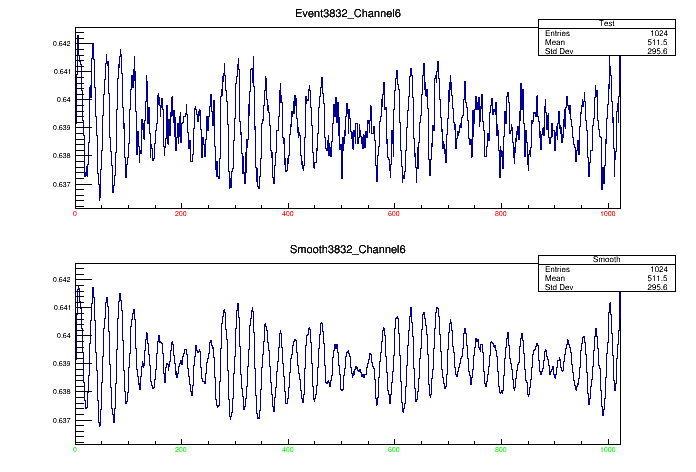 Event3832_Channel6
Test
Entries 1024
Mean 511.5
Std Dev 295.6
0.642
0.641
0.64
0.639
0.638
0.637
0 200 400 600 800 1000
Smooth3832_Channel6
Smooth
Entries 1024
Mean 511.5
Std Dev 295.6
0.642
0.641
0.64
0.639
0.638
0.637
0 200 400 600 800 1000